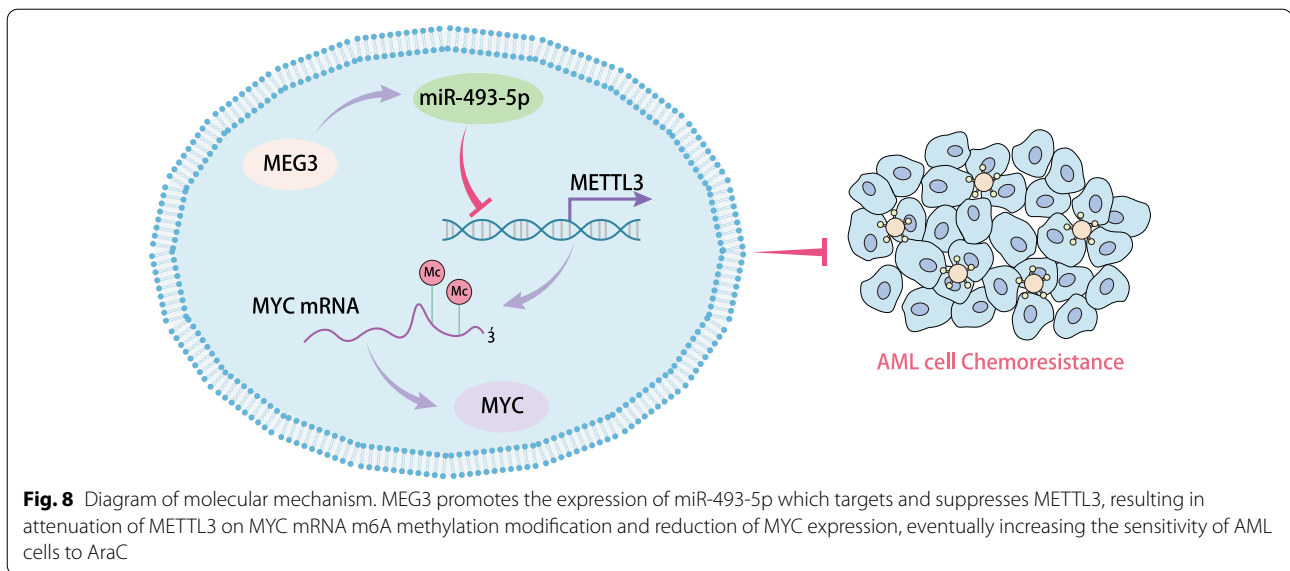 miR-493-5p
MEG3
METTL3
Mc
Mc
MYC mRNA
3́
MYC
AML cell Chemoresistance
Fig. 8 Diagram of molecular mechanism. MEG3 promotes the expression of miR-493-5p which targets and suppresses METTL3, resulting in
attenuation of METTL3 on MYC mRNA m6A methylation modification and reduction of MYC expression, eventually increasing the sensitivity of AML
cells to AraC